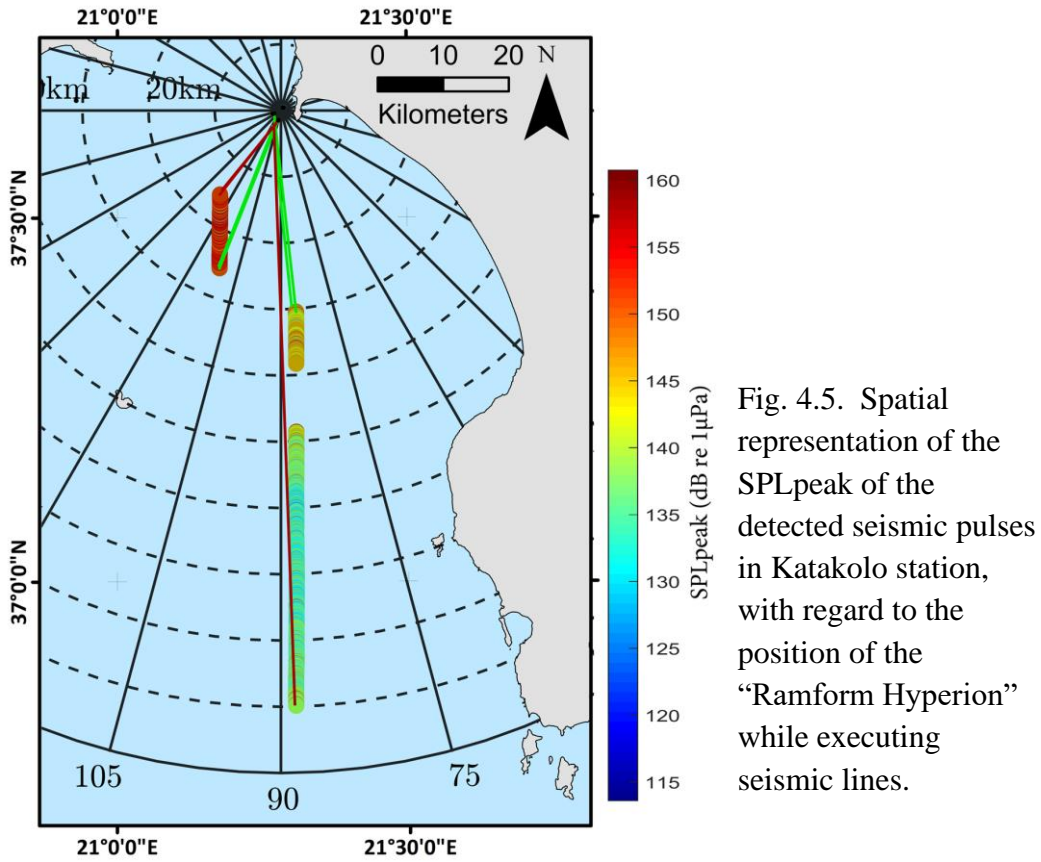 21°0'0"E 21°30'0"E
0 10 20 N
Kilometers
0km 20km
37°30'0"N
37°0'0"N
105 90 75
160
155
150
145
140
135
130
125
120
115
SPLpeak (dB re 1μPa)
21°0'0"E 21°30'0"E
Fig. 4.5. Spatial
representation of the
SPLpeak of the
detected seismic pulses
in Katakolo station,
with regard to the
position of the
“Ramform Hyperion”
while executing
seismic lines.